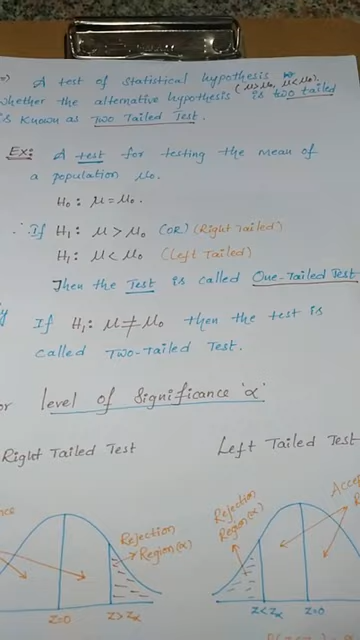 A test of statistical hypothesis
whether the alternative hypothesis (μ>μ₀, μ<μ₀) is two tailed
is known as Two Tailed Test.
Ex: A test for testing the mean of
a population μ₀.
H₀: μ=μ₀.
∴ If H₁: μ > μ₀ (OR) (Right Tailed)
H₁: μ < μ₀ (Left Tailed)
Then the Test is called One-Tailed Test
If H₁: μ ≠ μ₀ then the test is
called Two-Tailed Test.
or level of significance 'α'
Right Tailed Test
Left Tailed Test
Rejection
Region(α)
Rejection
Region(α)
Z=0
Z>Zα
Z<Zα
Z=0